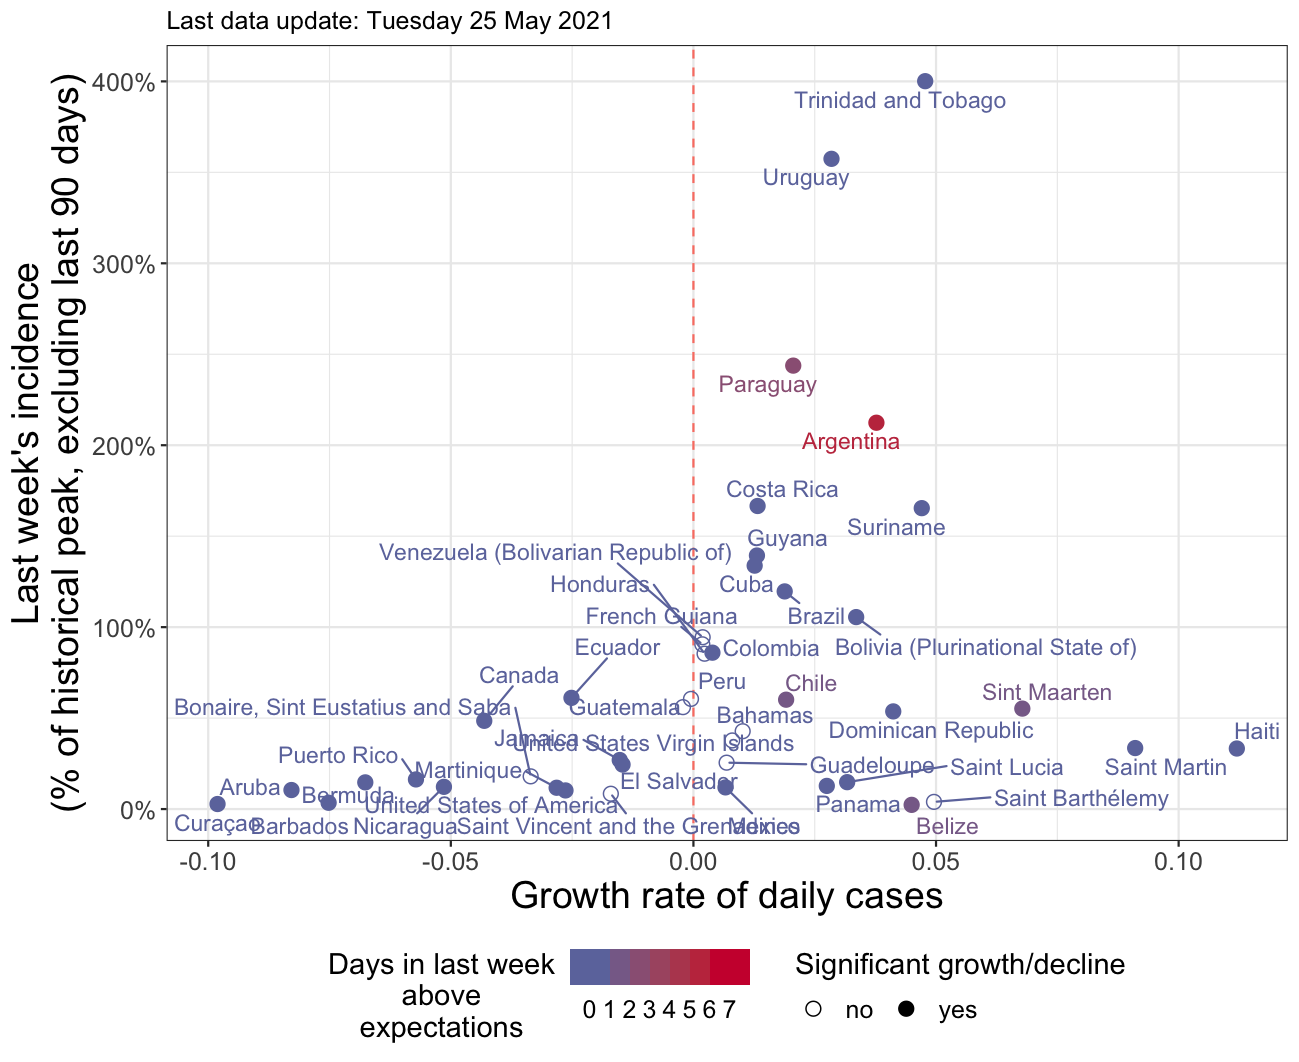 Last data update: Tuesday 25 May 2021
Last week's incidence
(% of historical peak, excluding last 90 days)
400%
300%
200%
100%
0%
Trinidad and Tobago
Uruguay
Paraguay
Argentina
Costa Rica
Suriname
Guyana
Venezuela (Bolivarian Republic of)
Honduras
Cuba
French Guiana
Brazil
Ecuador
Colombia
Bolivia (Plurinational State of)
Canada
Peru
Chile
Sint Maarten
Bonaire, Sint Eustatius and Saba
Guatemala
Bahamas
Dominican Republic
Haiti
Jamaica
United States Virgin Islands
Puerto Rico
Martinique
Guadeloupe
Saint Lucia
Saint Martin
Aruba
Bermuda
El Salvador
United States of America
Panama
Saint Barthélemy
Curaçao
Barbados
Nicaragua
Saint Vincent and the Grenadines
Mexico
Belize
-0.10
-0.05
0.00
0.05
0.10
Growth rate of daily cases
Days in last week
above
expectations
0 1 2 3 4 5 6 7
Significant growth/decline
no
yes